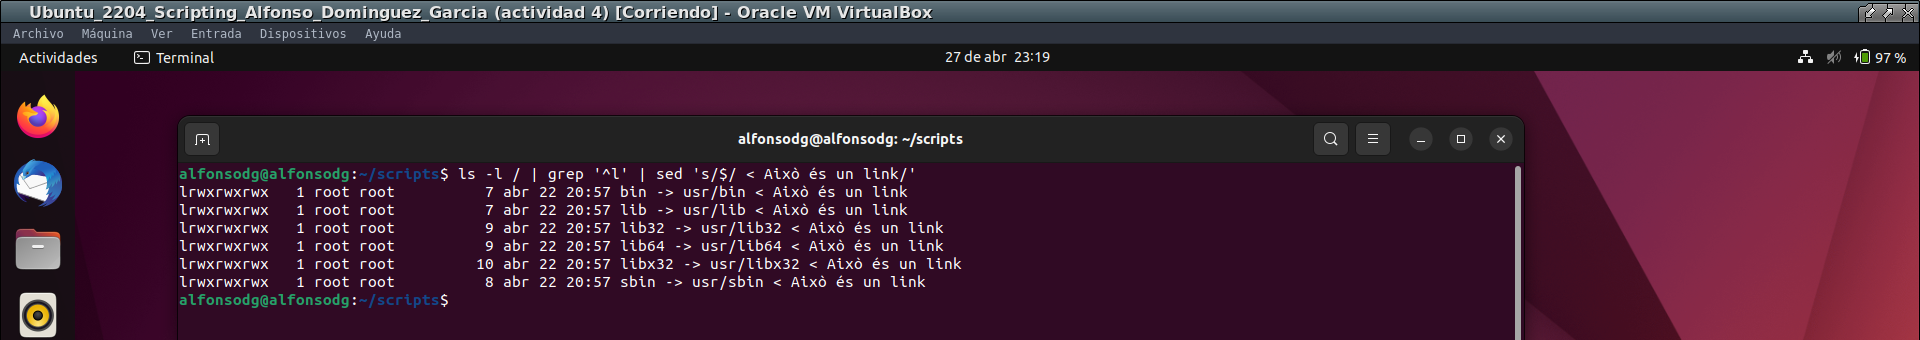 Ubuntu_2204_Scripting_Alfonso_Dominguez_Garcia (actividad 4) [Corriendo] - Oracle VM VirtualBox
Archivo Máquina Ver Entrada Dispositivos Ayuda
Actividades Terminal 27 de abr 23:19 97 %
alfonsodg@alfonsodg: ~/scripts
alfonsodg@alfonsodg:~/scripts$ ls -l / | grep '^l' | sed 's/$/ < Això és un link/'
lrwxrwxrwx   1 root root          7 abr 22 20:57 bin -> usr/bin < Això és un link
lrwxrwxrwx   1 root root          7 abr 22 20:57 lib -> usr/lib < Això és un link
lrwxrwxrwx   1 root root          9 abr 22 20:57 lib32 -> usr/lib32 < Això és un link
lrwxrwxrwx   1 root root          9 abr 22 20:57 lib64 -> usr/lib64 < Això és un link
lrwxrwxrwx   1 root root         10 abr 22 20:57 libx32 -> usr/libx32 < Això és un link
lrwxrwxrwx   1 root root          8 abr 22 20:57 sbin -> usr/sbin < Això és un link
alfonsodg@alfonsodg:~/scripts$